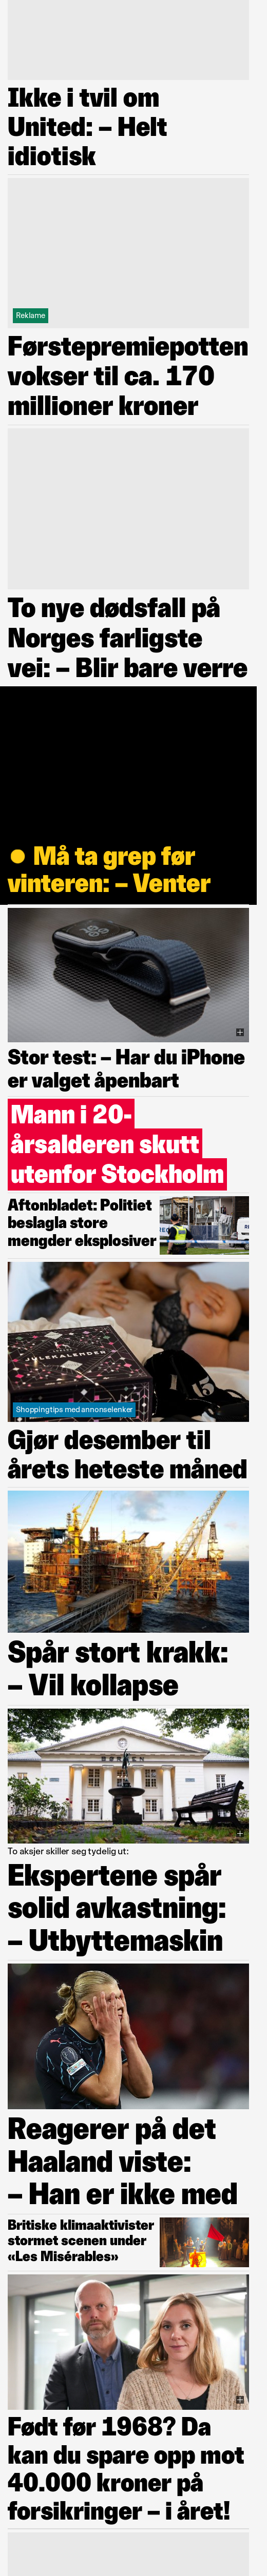 Ikke i tvil om
United: – Helt
idiotisk
Reklame
Førstepremiepotten
vokser til ca. 170
millioner kroner
To nye dødsfall på
Norges farligste
vei: – Blir bare verre
● Må ta grep før
vinteren: – Venter
Stor test: – Har du iPhone
er valget åpenbart
Mann i 20-
årsalderen skutt
utenfor Stockholm
Aftonbladet: Politiet
beslagla store
mengder eksplosiver
JULEKALENDER
Shoppingtips med annonselenker
Gjør desember til
årets heteste måned
Spår stort krakk:
– Vil kollapse
BØRSEN
To aksjer skiller seg tydelig ut:
Ekspertene spår
solid avkastning:
– Utbyttemaskin
Reagerer på det
Haaland viste:
– Han er ikke med
Britiske klimaaktivister
stormet scenen under
«Les Misérables»
Født før 1968? Da
kan du spare opp mot
40.000 kroner på
forsikringer – i året!